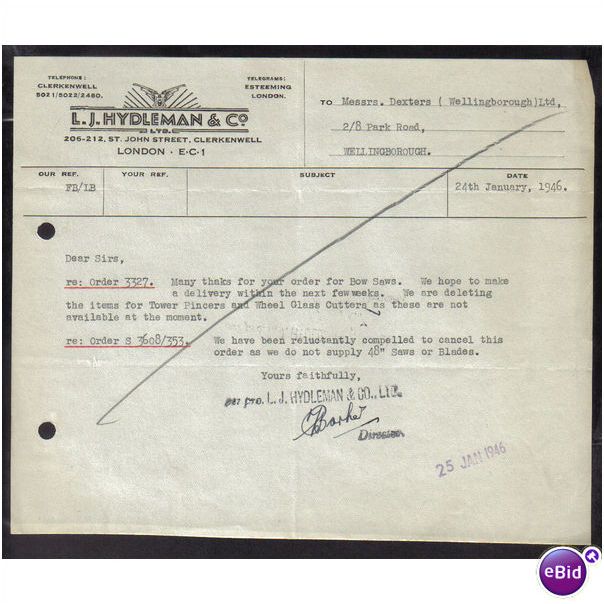 TELEPHONE:
CLERKENWELL
5021/5022/2480.
TELEGRAMS:
ESTEEMING
LONDON.
L.J. HYDLEMAN & Co
LTD.
206-212, ST. JOHN STREET, CLERKENWELL
LONDON · E·C·1
TO Messrs. Dexters ( Wellingborough)Ltd,
2/8 Park Road,
WELLINGBOROUGH.
OUR REF. YOUR REF. SUBJECT DATE
FB/LB 24th January, 1946.
Dear Sirs,
re: Order 3327. Many thaks for your order for Bow Saws. We hope to make
a delivery within the next few weeks. We are deleting
the items for Tower Pincers and Wheel Glass Cutters as these are not
available at the moment.
re: Order S 3608/353. We have been reluctantly compelled to cancel this
order as we do not supply 48" Saws or Blades.
Yours faithfully,
L. J. HYDLEMAN & CO., LTD.
Director
25 JAN 1946
eBid